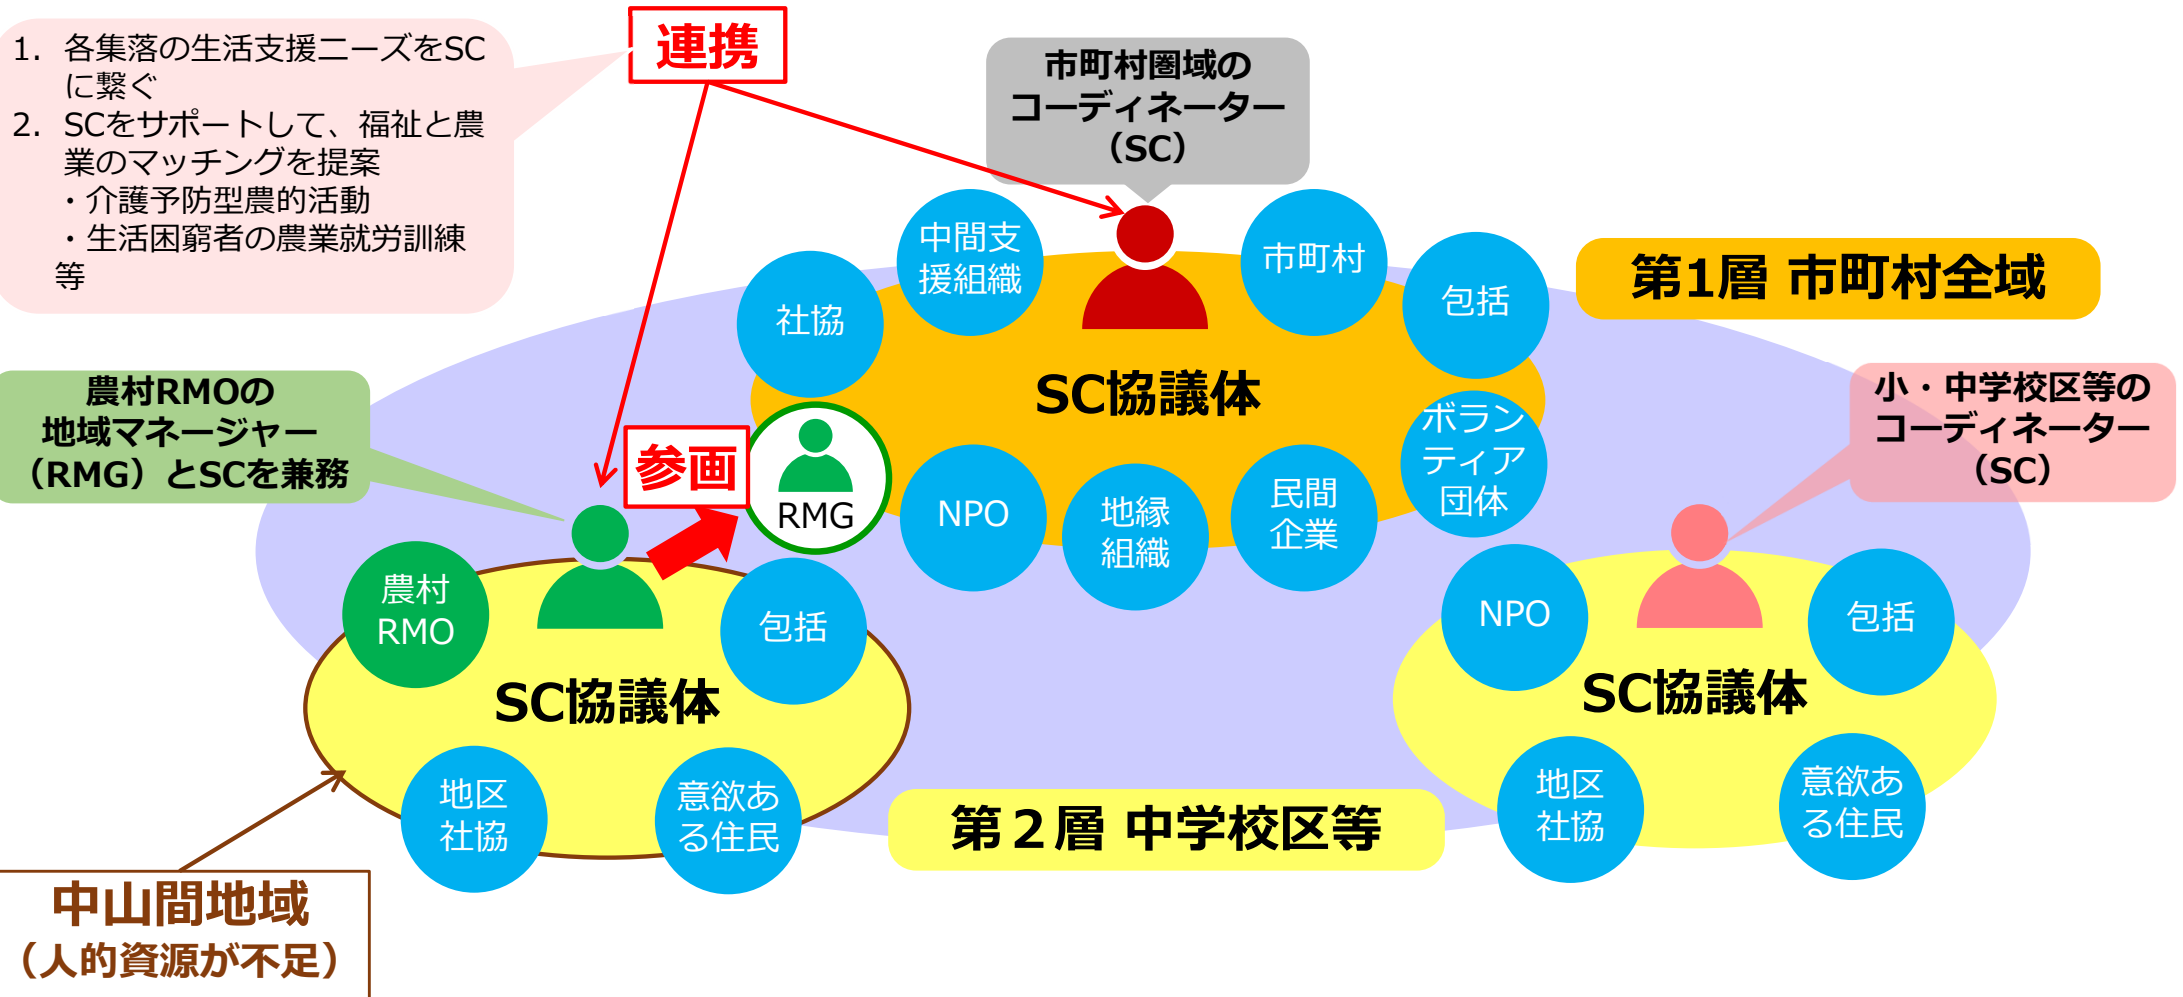 1. 各集落の生活支援ニーズをSC
に繋ぐ
2. SCをサポートして、福祉と農
業のマッチングを提案
・介護予防型農的活動
・生活困窮者の農業就労訓練
等
連携
市町村圏域の
コーディネーター
（SC）
中間支
援組織
市町村
社協
包括
第1層 市町村全域
SC協議体
農村RMOの
地域マネージャー
（RMG）とSCを兼務
参画
RMG
NPO
地縁
組織
民間
企業
ボラン
ティア
団体
小・中学校区等の
コーディネーター
（SC）
農村
RMO
包括
SC協議体
地区
社協
意欲あ
る住民
NPO
包括
SC協議体
地区
社協
意欲あ
る住民
第２層 中学校区等
中山間地域
（人的資源が不足）